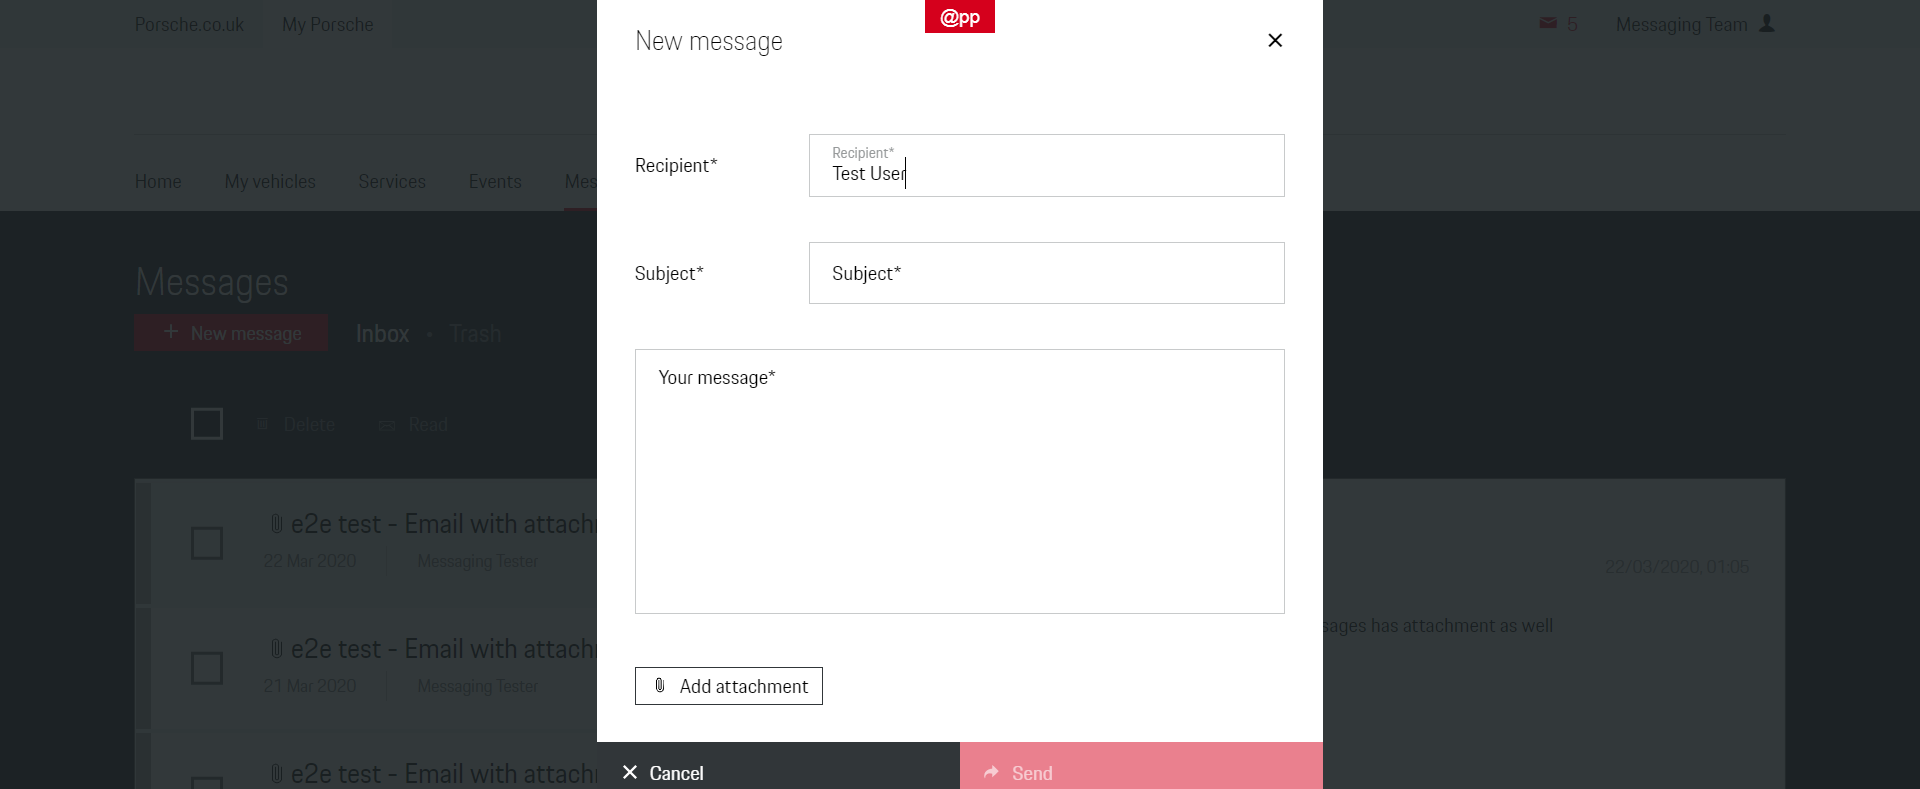 Porsche.co.uk My Porsche
@pp
5 Messaging Team
New message
Home My vehicles Services Events Mes
Recipient*
Recipient*
Test User
Subject*
Subject*
Messages
+ New message Inbox • Trash
Your message*
Delete Read
e2e test - Email with attach
22 Mar 2020 Messaging Tester
22/03/2020, 01:05
sages has attachment as well
e2e test - Email with attach
21 Mar 2020 Messaging Tester
Add attachment
e2e test - Email with attach
Cancel
Send